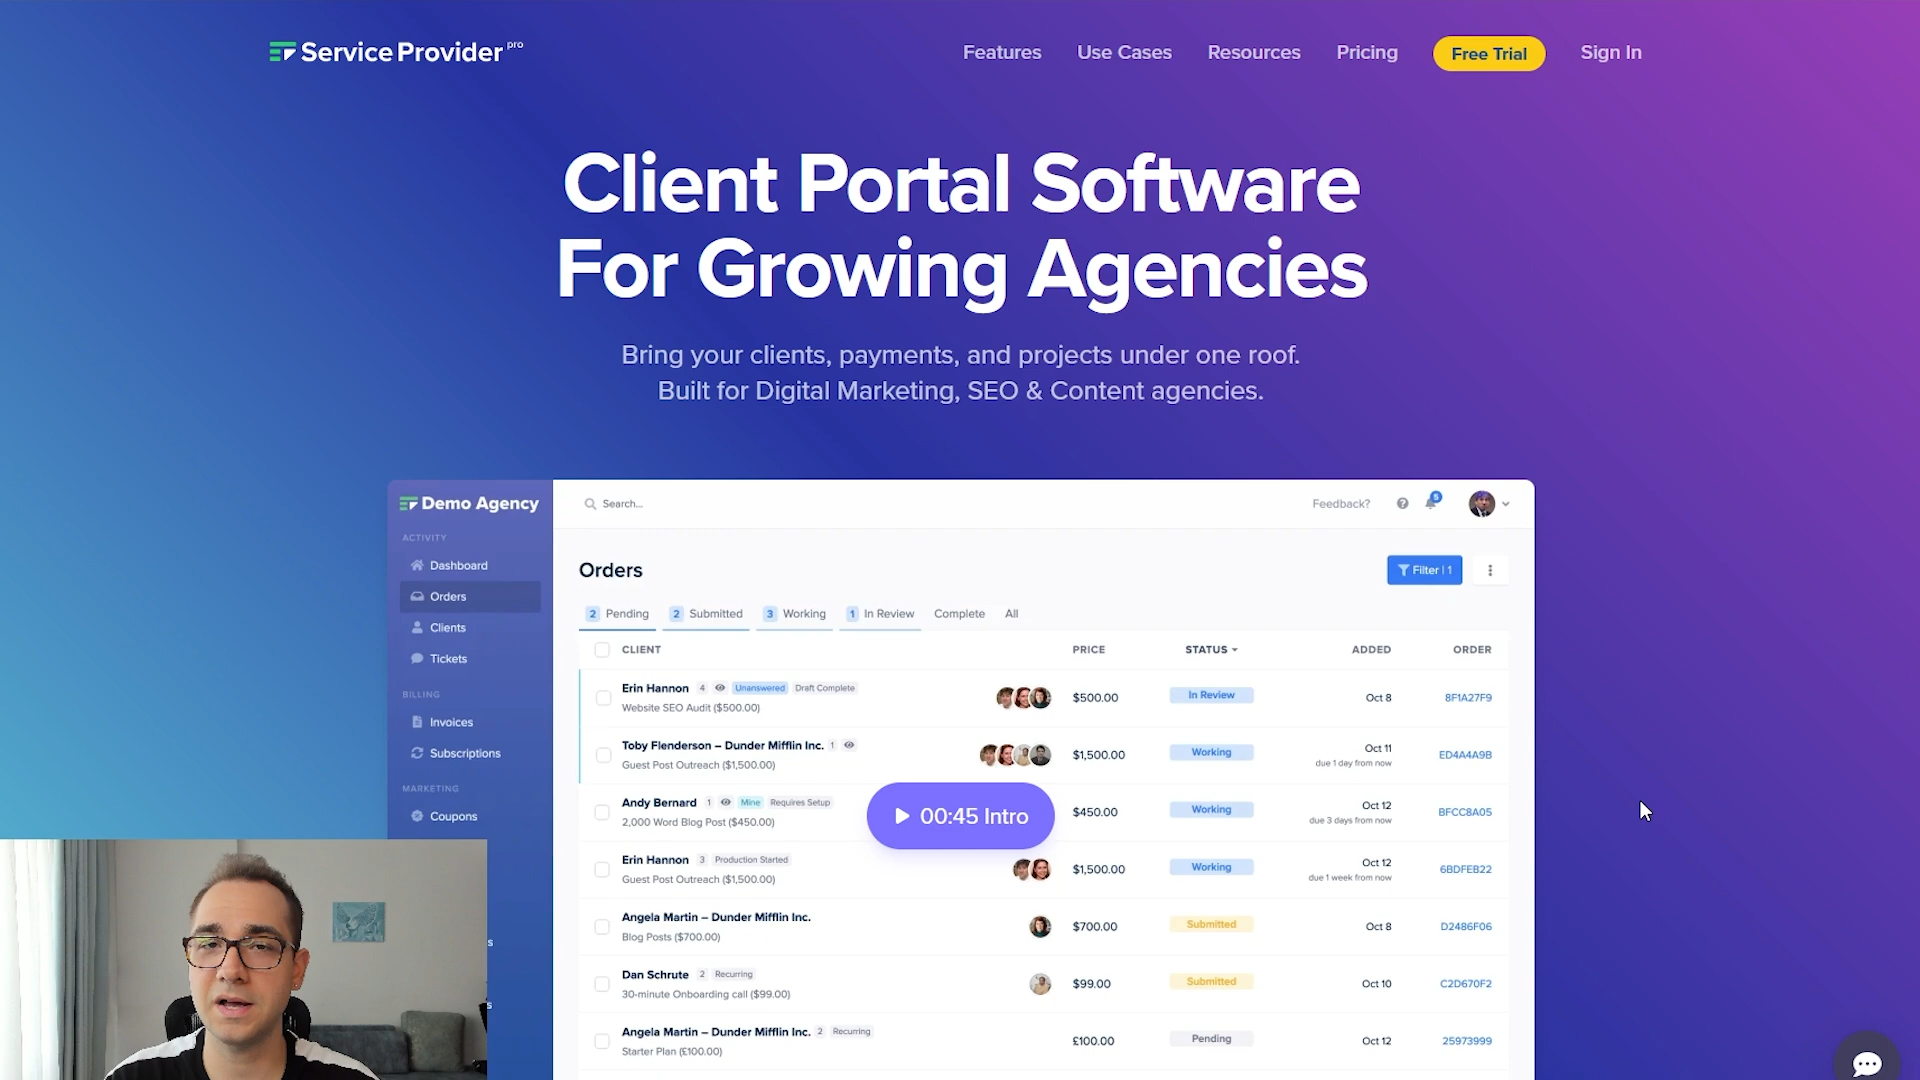 Service Provider pro
Features
Use Cases
Resources
Pricing
Free Trial
Sign In
Client Portal Software
For Growing Agencies
Bring your clients, payments, and projects under one roof.
Built for Digital Marketing, SEO & Content agencies.
Demo Agency
Search...
Feedback?
5
ACTIVITY
Dashboard
Orders
Clients
Tickets
BILLING
Invoices
Subscriptions
MARKETING
Coupons
s
s
Orders
Filter | 1
2 Pending
2 Submitted
3 Working
1 In Review
Complete
All
CLIENT PRICE STATUS ADDED ORDER
Erin Hannon 4 Unanswered Draft Complete
Website SEO Audit ($500.00)
$500.00 In Review Oct 8 8F1A27F9
Toby Flenderson – Dunder Mifflin Inc. 1
Guest Post Outreach ($1,500.00)
$1,500.00 Working Oct 11 ED4A4A9B
due 1 day from now
Andy Bernard 1 Mine Requires Setup
2,000 Word Blog Post ($450.00)
$450.00 Working Oct 12 BFCC8A05
due 3 days from now
00:45 Intro
Erin Hannon 3 Production Started
Guest Post Outreach ($1,500.00)
$1,500.00 Working Oct 12 6BDFEB22
due 1 week from now
Angela Martin – Dunder Mifflin Inc.
Blog Posts ($700.00)
$700.00 Submitted Oct 8 D2486F06
Dan Schrute 2 Recurring
30-minute Onboarding call ($99.00)
$99.00 Submitted Oct 10 C2D670F2
Angela Martin – Dunder Mifflin Inc. 2 Recurring
Starter Plan (£100.00)
£100.00 Pending Oct 12 25973999